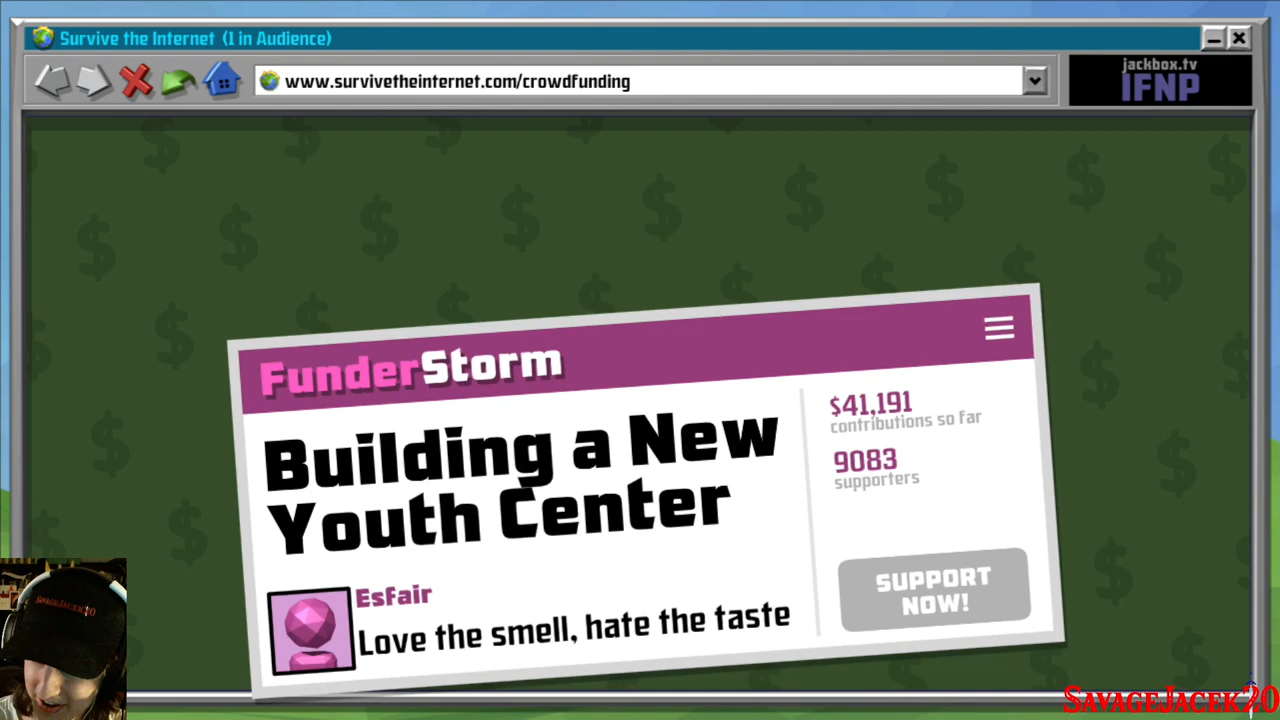 Survive the Internet (1 in Audience)
www.survivetheinternet.com/crowdfunding
jackbox.tv
IFNP
FunderStorm
Building a New
Youth Center
Esfair
Love the smell, hate the taste
$41,191
contributions so far
9083
supporters
SUPPORT
NOW!
SAVAGEJACEK20
SAVAGEJACEK20